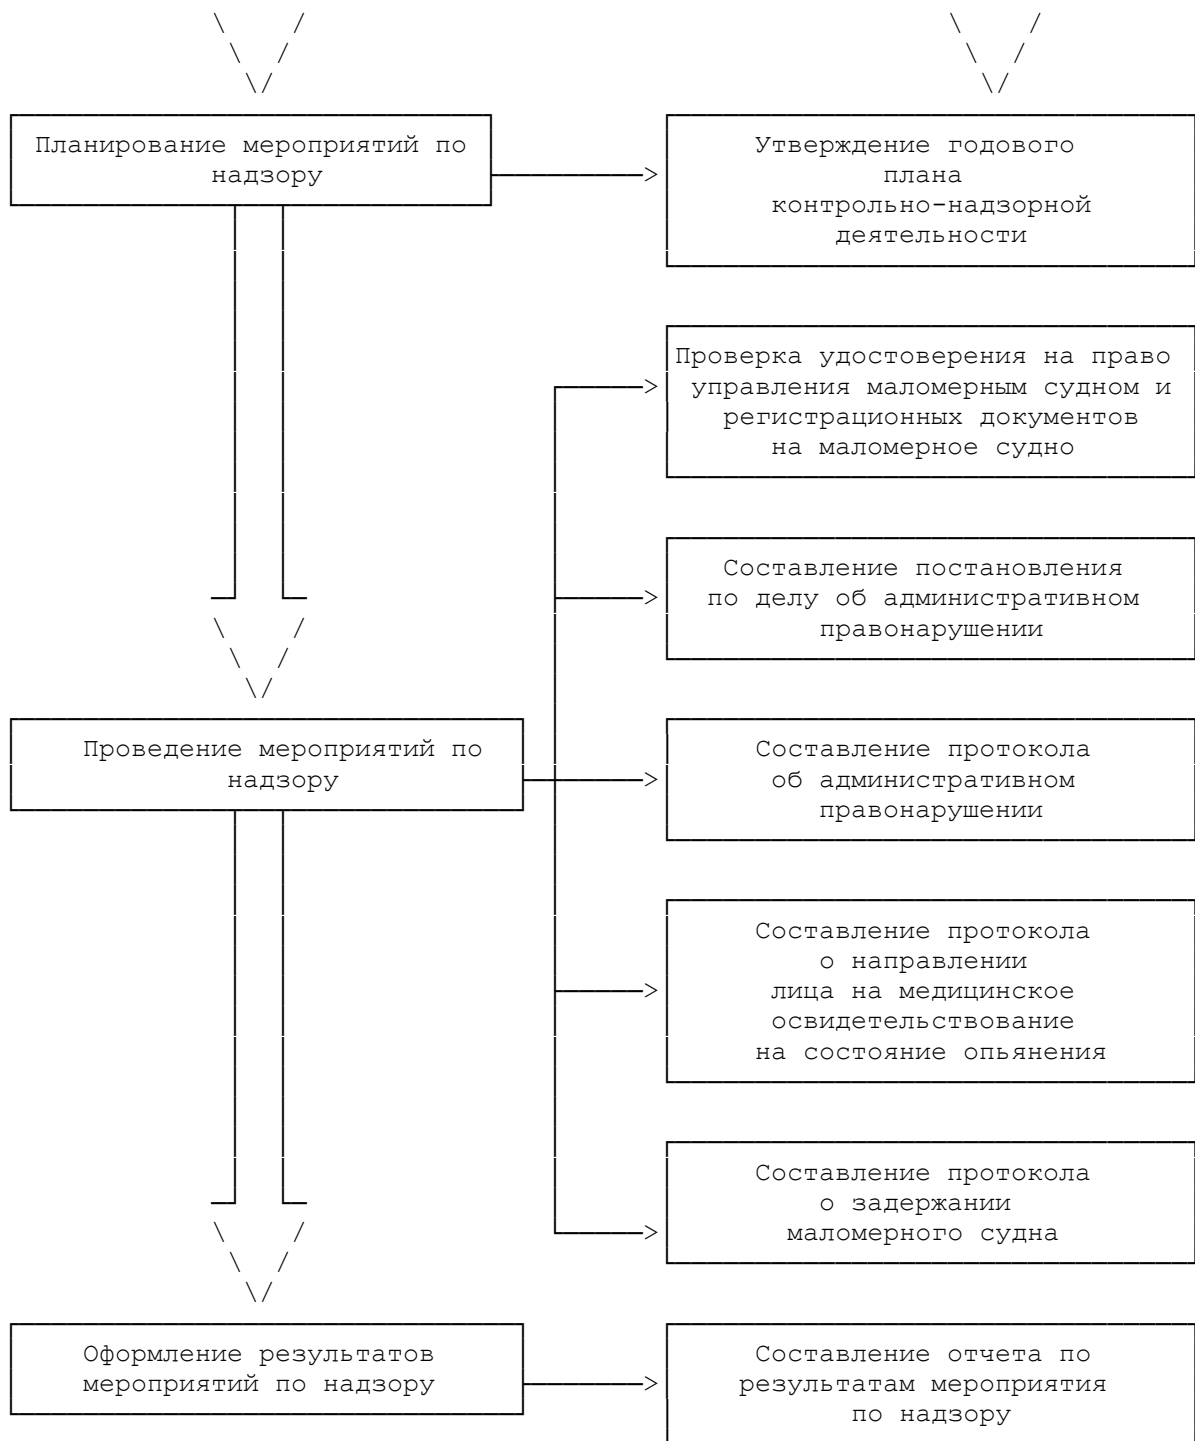 Планирование мероприятий по
надзору
Утверждение годового
плана
контрольно-надзорной
деятельности
Проверка удостоверения на право
управления маломерным судном и
регистрационных документов
на маломерное судно
Составление постановления
по делу об административном
правонарушении
Проведение мероприятий по
надзору
Составление протокола
об административном
правонарушении
Составление протокола
о направлении
лица на медицинское
освидетельствование
на состояние опьянения
Составление протокола
о задержании
маломерного судна
Оформление результатов
мероприятий по надзору
Составление отчета по
результатам мероприятия
по надзору